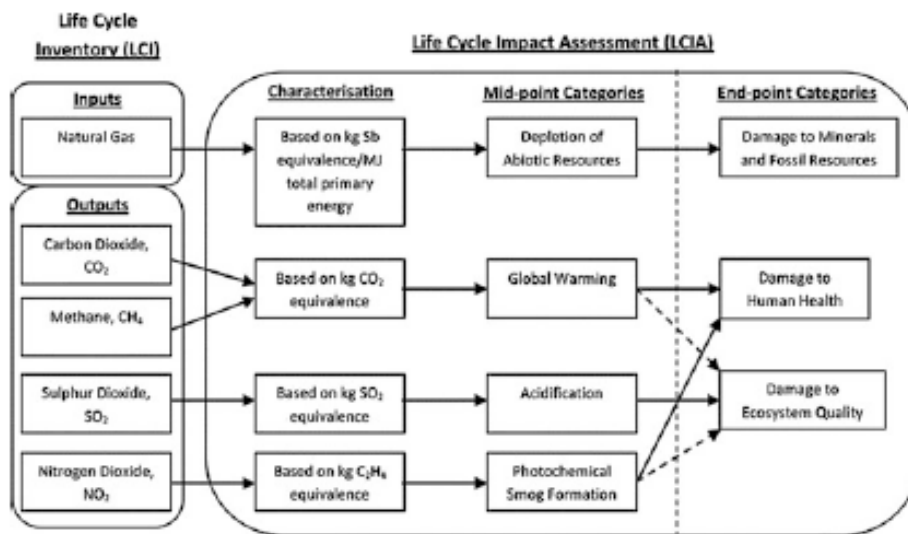 Life Cycle
Inventory (LCI)
Life Cycle Impact Assessment (LCIA)
Inputs
Natural Gas
Outputs
Carbon Dioxide,
CO₂
Methane, CH₄
Sulphur Dioxide,
SO₂
Nitrogen Dioxide,
NO₂
Characterisation
Based on kg Sb
equivalence/MJ
total primary
energy
Based on kg CO₂
equivalence
Based on kg SO₂
equivalence
Based on kg C₂H₄
equivalence
Mid-point Categories
Depletion of
Abiotic Resources
Global Warming
Acidification
Photochemical
Smog Formation
End-point Categories
Damage to Minerals
and Fossil Resources
Damage to
Human Health
Damage to
Ecosystem Quality